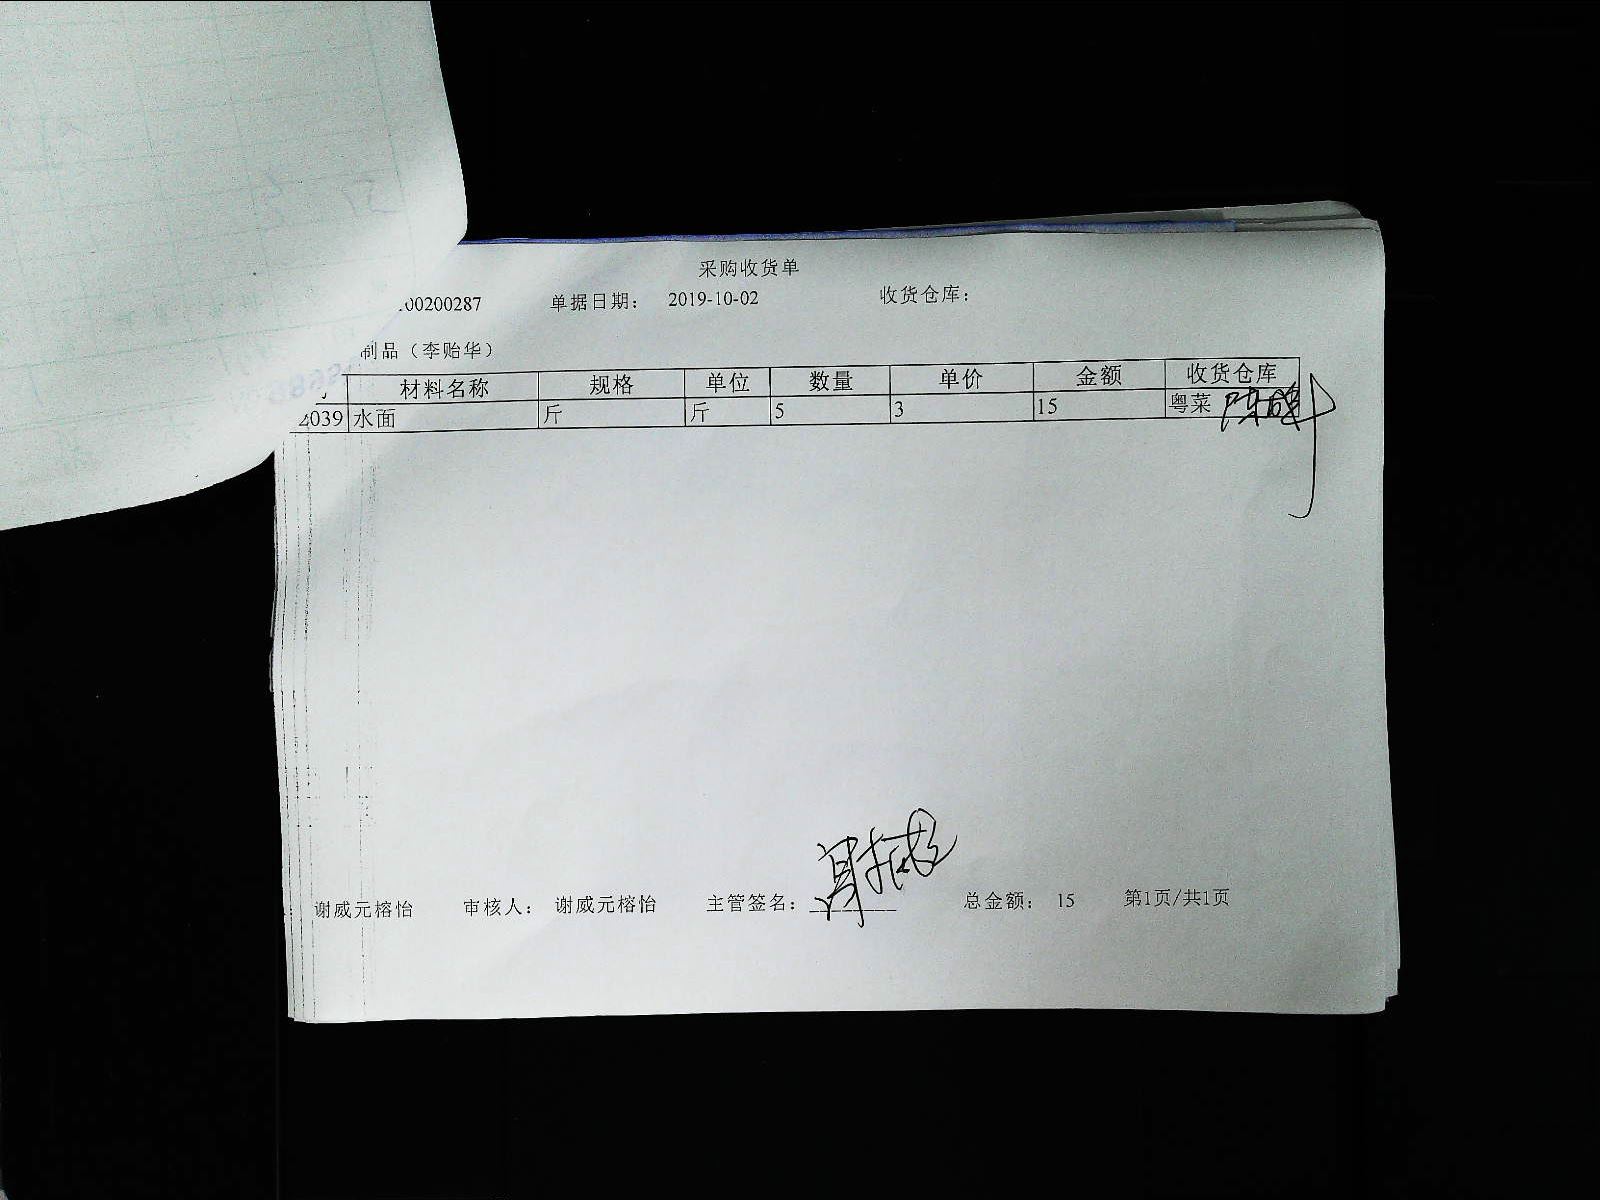 采购收货单
00200287 单据日期: 2019-10-02 收货仓库:
制品(李贻华)
材料名称 规格 单位 数量 单价 金额 收货仓库
2039 水面 斤 斤 5 3 15 粤菜
谢威元榕怡 审核人: 谢威元榕怡 主管签名: 总金额: 15 第1页/共1页